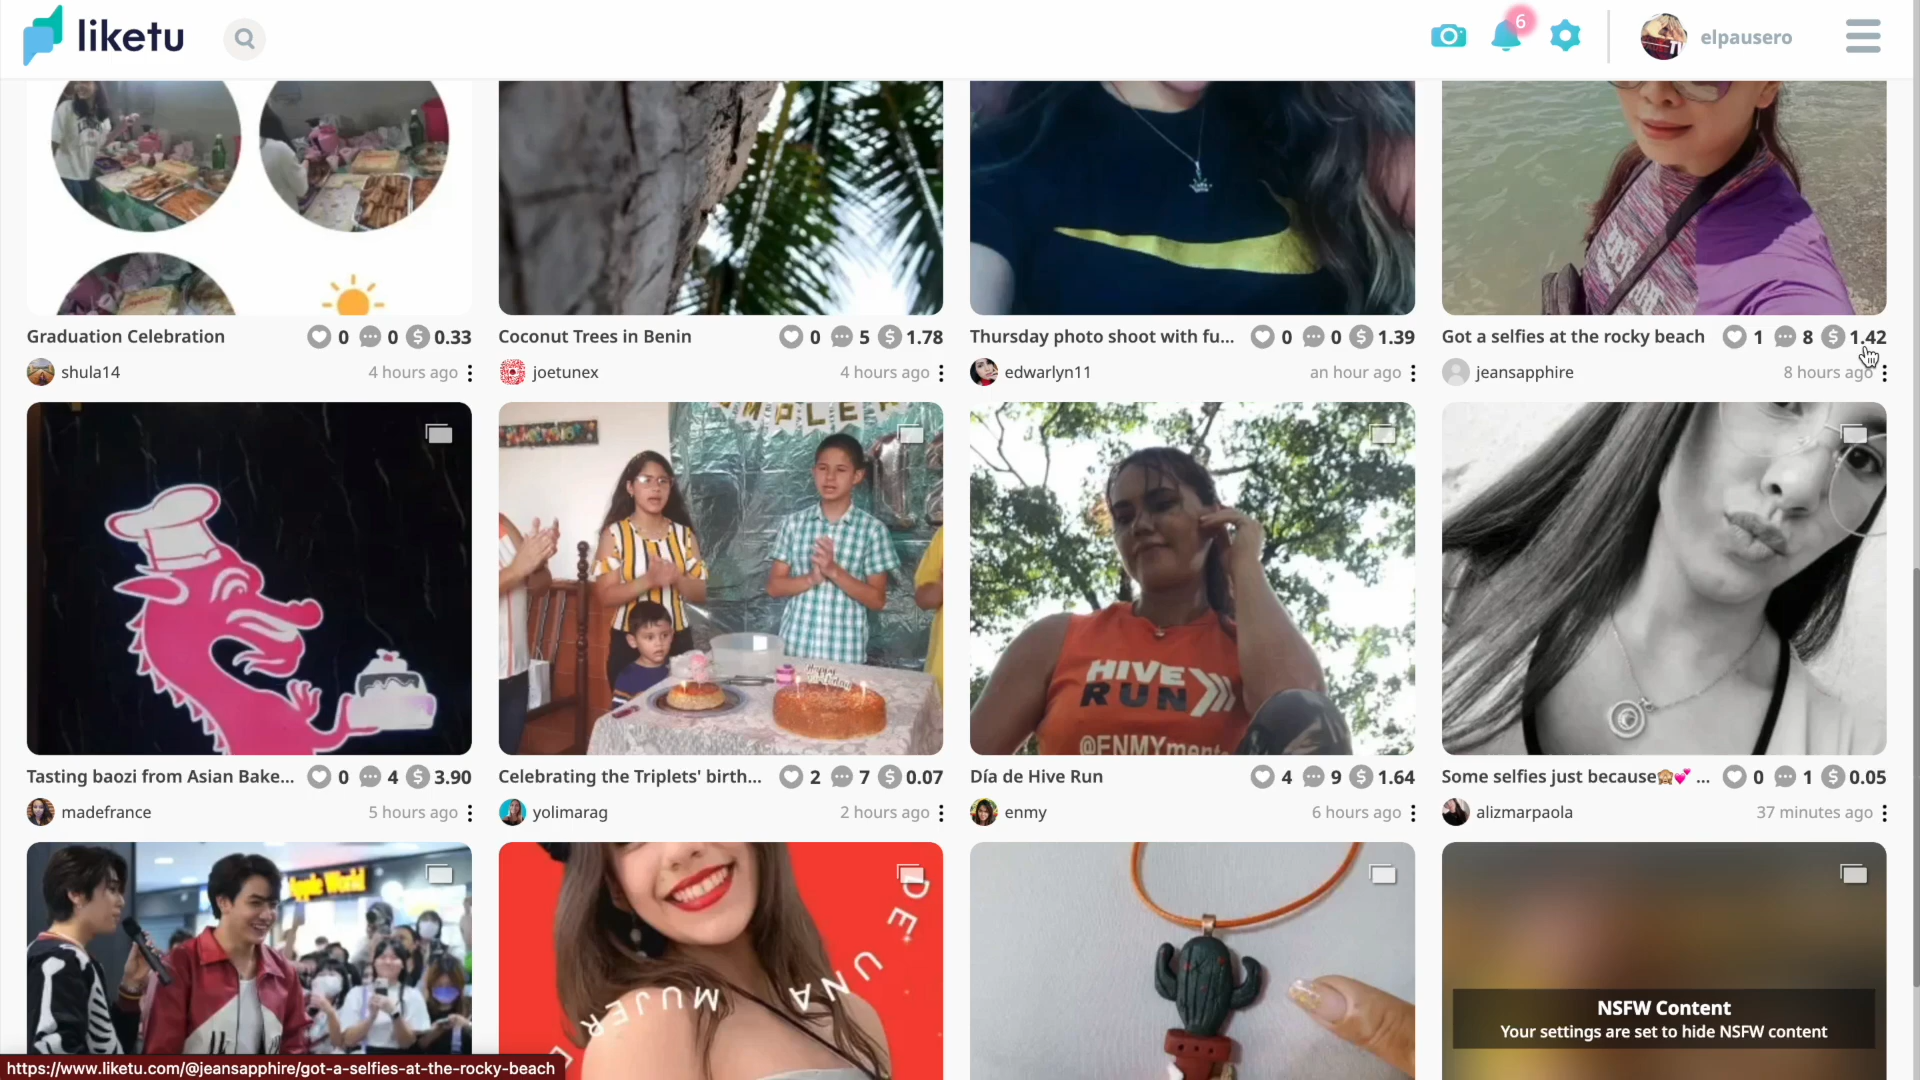 liketu
6
elpausero
Graduation Celebration 0 0 0.33
shula14 4 hours ago
Coconut Trees in Benin 0 5 1.78
joetunex 4 hours ago
Thursday photo shoot with fu... 0 0 1.39
edwarlyn11 an hour ago
Got a selfies at the rocky beach 1 8 1.42
jeansapphire 8 hours ago
HIVE
RUN
Tasting baozi from Asian Bake... 0 4 3.90
madefrance 5 hours ago
Celebrating the Triplets' birth... 2 7 0.07
yolimarag 2 hours ago
Día de Hive Run 4 9 1.64
enmy 6 hours ago
Some selfies just because🙈💕 ... 0 1 0.05
alizmarpaola 37 minutes ago
Apple World
DE UNA
MUJER
NSFW Content
Your settings are set to hide NSFW content
https://www.liketu.com/@jeansapphire/got-a-selfies-at-the-rocky-beach